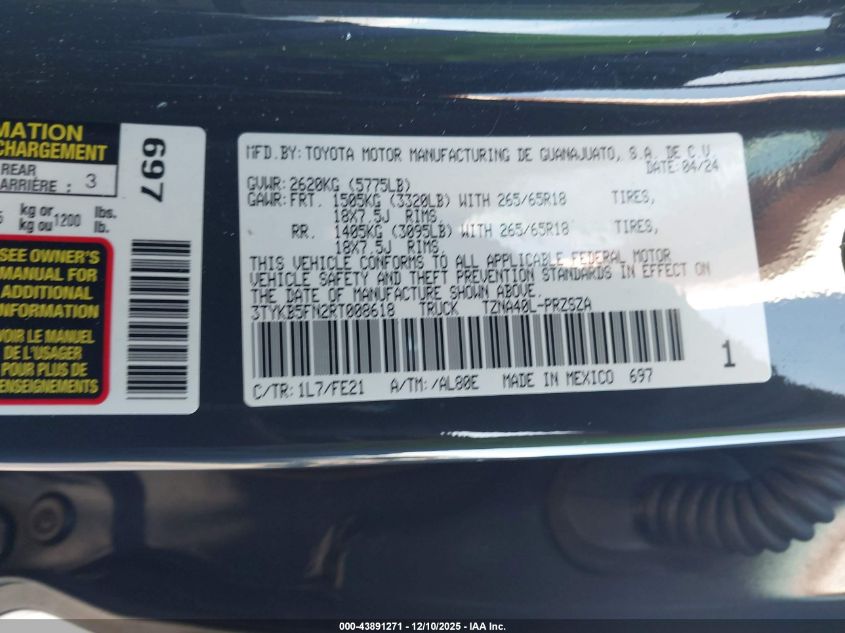 MATION
CHARGEMENT
REAR
ARRIÈRE : 3
kg or 1200 lbs.
kg ou lb.
697
SEE OWNER'S
MANUAL FOR
ADDITIONAL
INFORMATION
MANUEL
DE L'USAGER
POUR PLUS DE
RENSEIGNEMENTS
MFD.BY: TOYOTA MOTOR MANUFACTURING DE GUANAJUATO, S.A. DE C.V.
DATE: 04/24
GVWR: 2620KG (5775LB)
GAWR: FRT. 1505KG (3320LB) WITH 265/65R18 TIRES,
18X7.5J RIMS,
RR. 1405KG (3095LB) WITH 265/65R18 TIRES,
18X7.5J RIMS,
THIS VEHICLE CONFORMS TO ALL APPLICABLE FEDERAL MOTOR
VEHICLE SAFETY AND THEFT PREVENTION STANDARDS IN EFFECT ON
THE DATE OF MANUFACTURE SHOWN ABOVE.
3TYKB5FN2RT008618 TRUCK TZNA40L-PRZSZA
C/TR: 1L7/FE21 A/TM: /AL80E MADE IN MEXICO 697
1
000-43891271 - 12/10/2025 - IAA Inc.